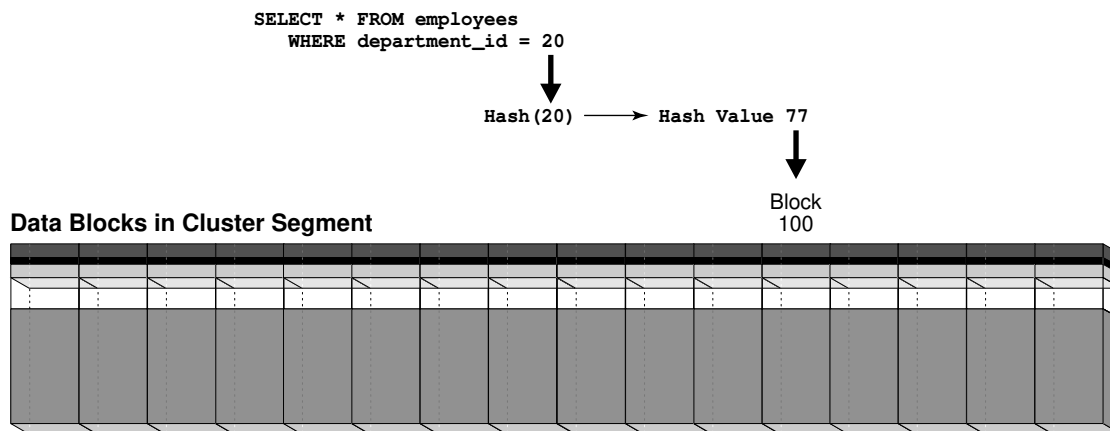 SELECT * FROM employees
WHERE department_id = 20
Hash(20) Hash Value 77
Block
100
Data Blocks in Cluster Segment